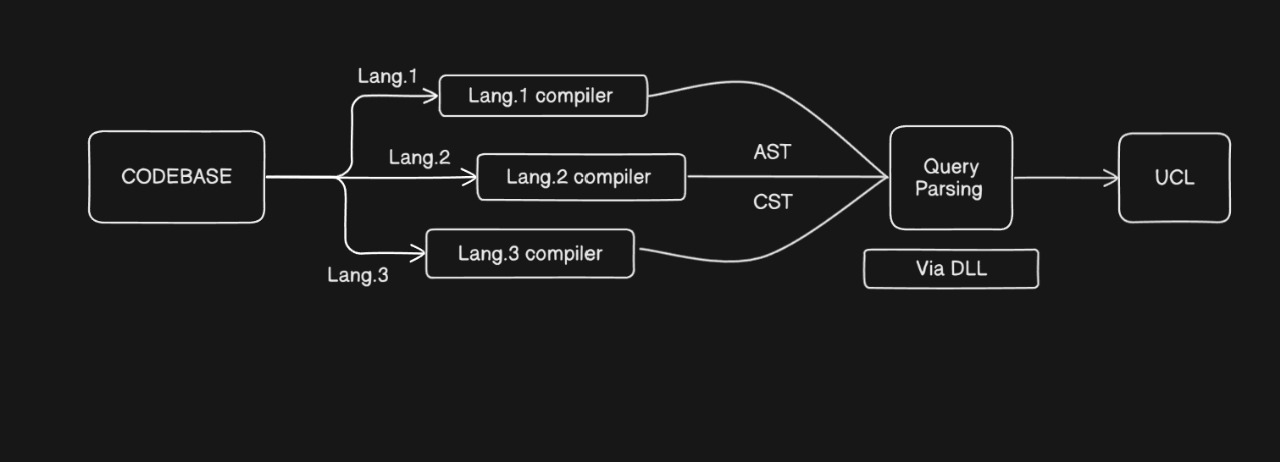 Lang.1
Lang.1 compiler
CODEBASE
Lang.2
Lang.2 compiler
AST
CST
Query
Parsing
UCL
Lang.3
Lang.3 compiler
Via DLL